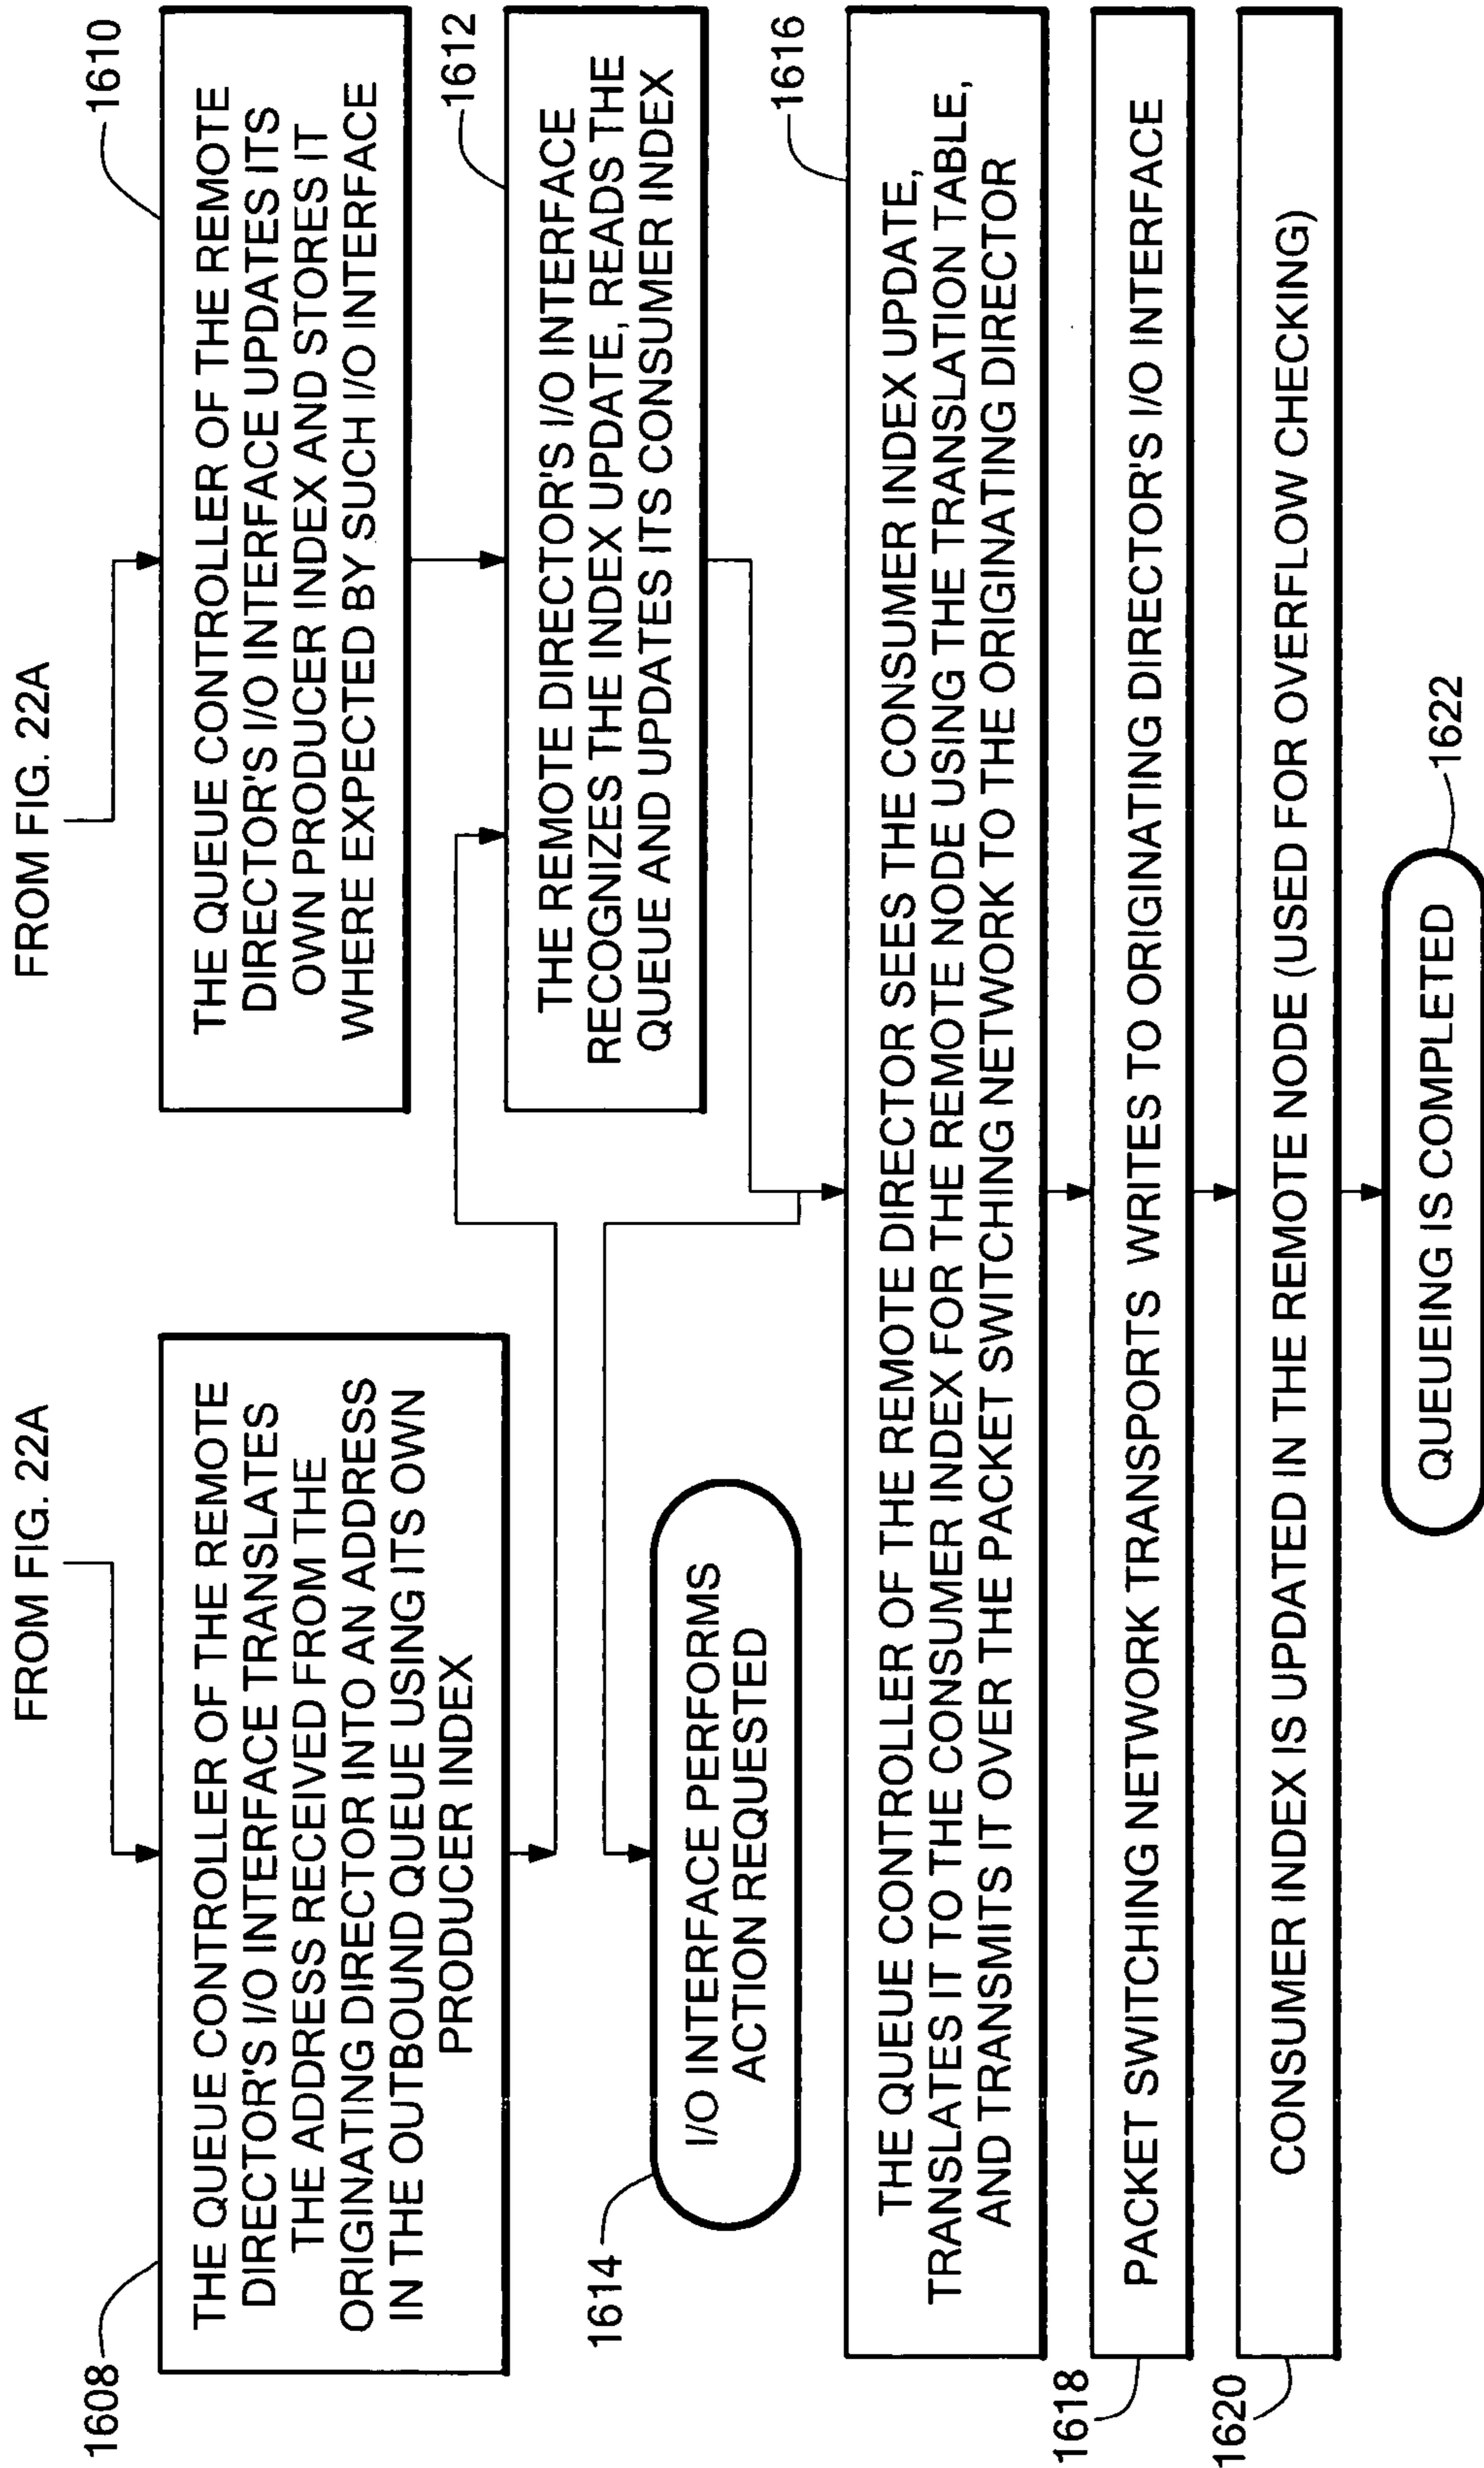 FROM FIG. 22A
FROM FIG. 22A
1608
THE QUEUE CONTROLLER OF THE REMOTE
DIRECTOR'S I/O INTERFACE TRANSLATES
THE ADDRESS RECEIVED FROM THE
ORIGINATING DIRECTOR INTO AN ADDRESS
IN THE OUTBOUND QUEUE USING ITS OWN
PRODUCER INDEX
1610
THE QUEUE CONTROLLER OF THE REMOTE
DIRECTOR'S I/O INTERFACE UPDATES ITS
OWN PRODUCER INDEX AND STORES IT
WHERE EXPECTED BY SUCH I/O INTERFACE
1612
THE REMOTE DIRECTOR'S I/O INTERFACE
RECOGNIZES THE INDEX UPDATE, READS THE
QUEUE AND UPDATES ITS CONSUMER INDEX
1614
I/O INTERFACE PERFORMS
ACTION REQUESTED
1616
THE QUEUE CONTROLLER OF THE REMOTE DIRECTOR SEES THE CONSUMER INDEX UPDATE,
TRANSLATES IT TO THE CONSUMER INDEX FOR THE REMOTE NODE USING THE TRANSLATION TABLE,
AND TRANSMITS IT OVER THE PACKET SWITCHING NETWORK TO THE ORIGINATING DIRECTOR
1618
PACKET SWITCHING NETWORK TRANSPORTS WRITES TO ORIGINATING DIRECTOR'S I/O INTERFACE
1620
CONSUMER INDEX IS UPDATED IN THE REMOTE NODE (USED FOR OVERFLOW CHECKING)
QUEUEING IS COMPLETED
1622